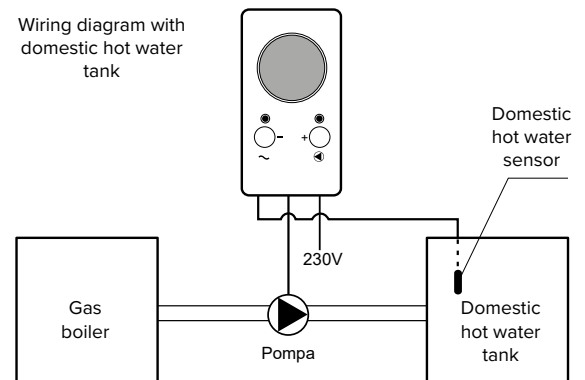 Wiring diagram with
domestic hot water
tank
- +
~
Domestic
hot water
sensor
230V
Gas
boiler
Pompa
Domestic
hot water
tank